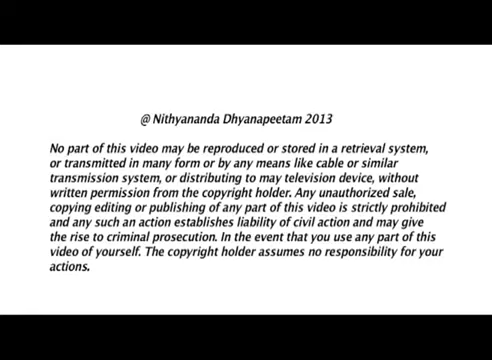 @ Nithyananda Dhyanapeetam 2013
No part of this video may be reproduced or stored in a retrieval system,
or transmitted in many form or by any means like cable or similar
transmission system, or distributing to may television device, without
written permission from the copyright holder. Any unauthorized sale,
copying editing or publishing of any part of this video is strictly prohibited
and any such an action establishes liability of civil action and may give
the rise to criminal prosecution. In the event that you use any part of this
video of yourself. The copyright holder assumes no responsibility for your
actions.